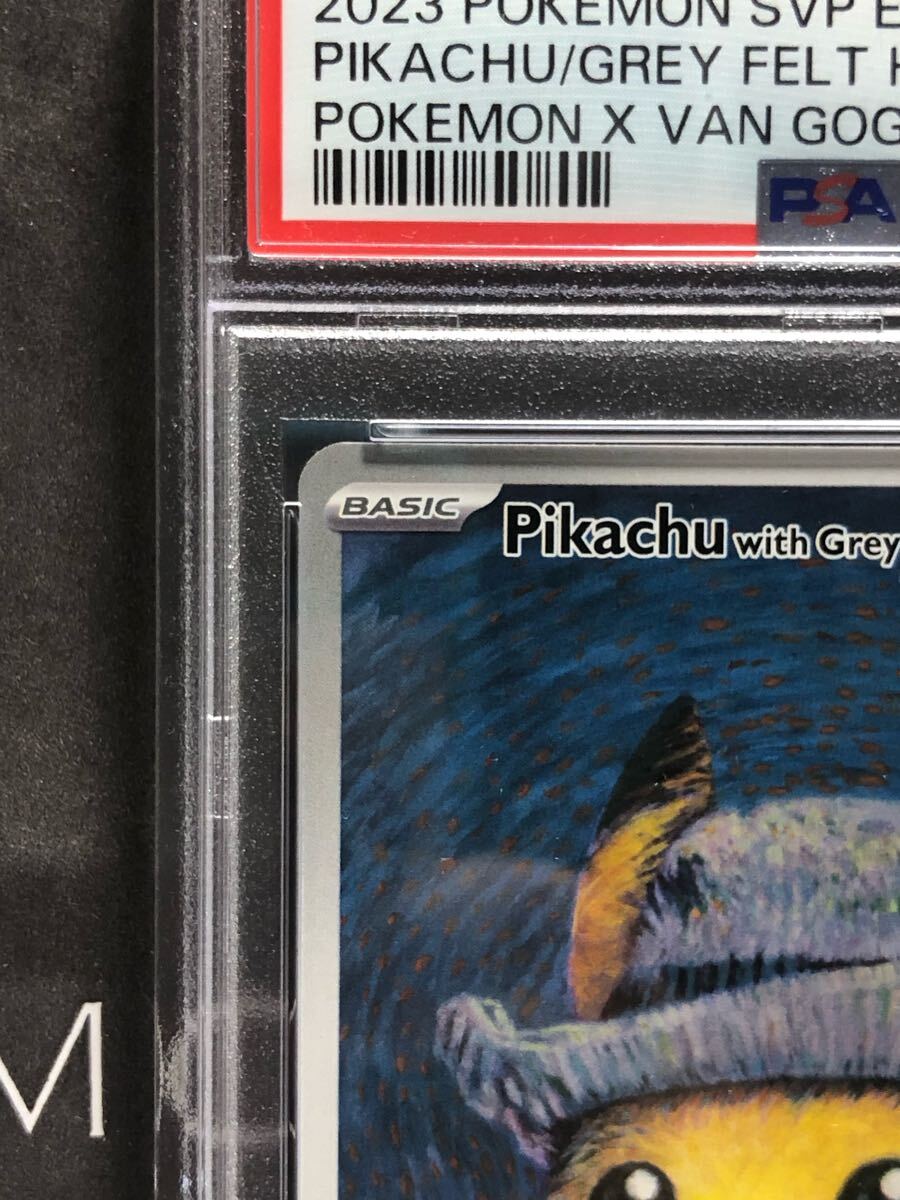 2023 POKEMON SVP E
PIKACHU/GREY FELT H
POKEMON X VAN GOG
PSA
BASIC
Pikachu with Grey
M